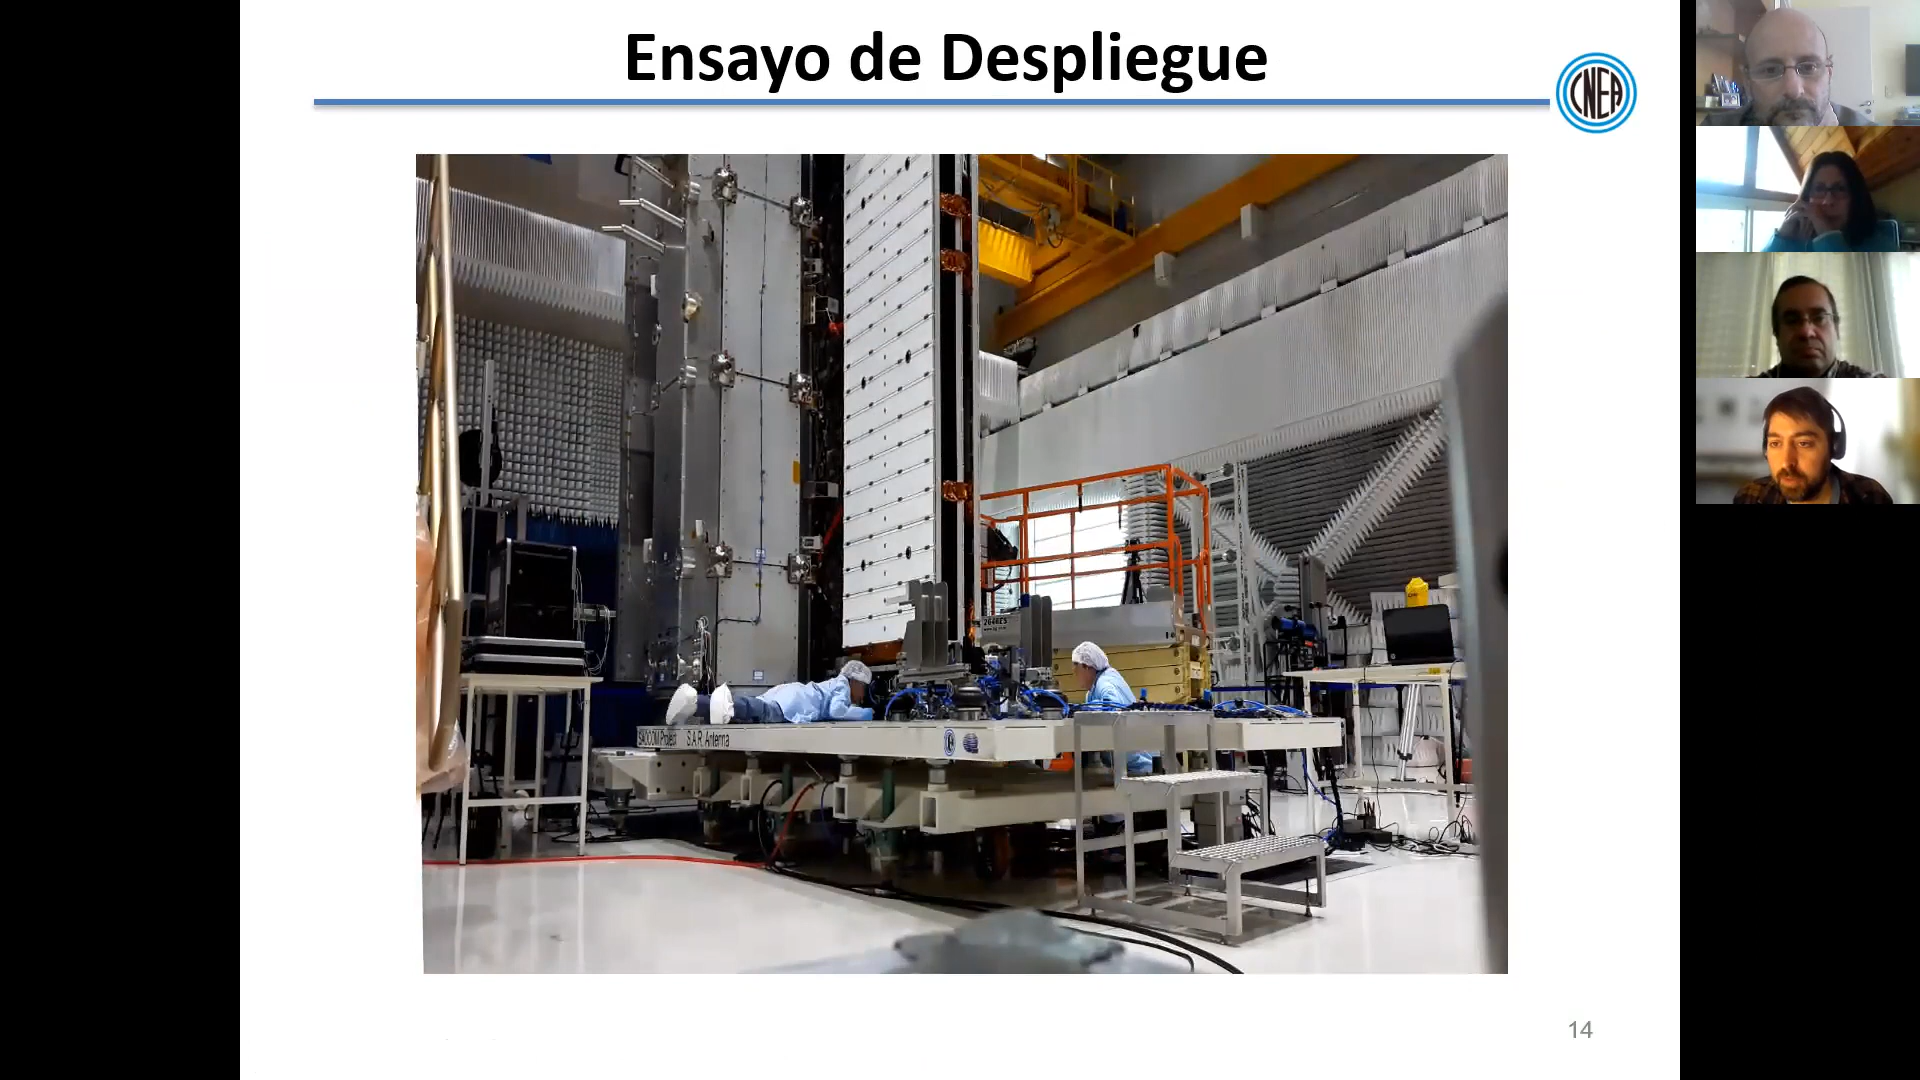 Ensayo de Despliegue
CNEA
2646ES
SAOCOM Project S.A.R. Antenna
14